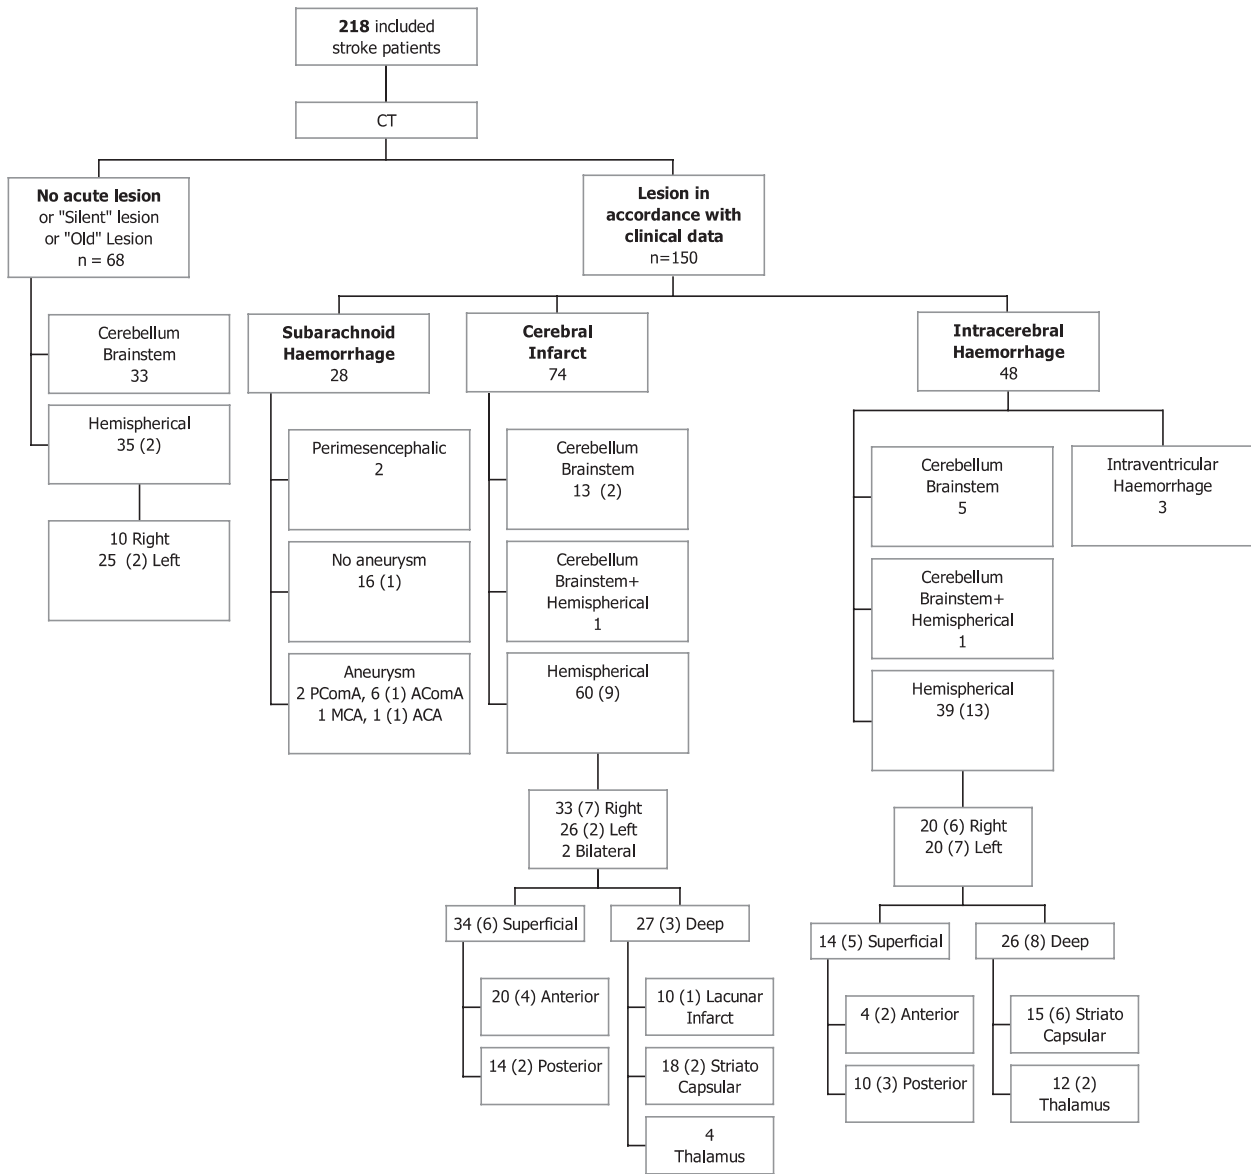 218 included
stroke patients
CT
No acute lesion
or "Silent" lesion
or "Old" Lesion
n = 68
Lesion in
accordance with
clinical data
n=150
Cerebellum
Brainstem
33
Hemispherical
35 (2)
10 Right
25 (2) Left
Subarachnoid
Haemorrhage
28
Perimesencephalic
2
No aneurysm
16 (1)
Aneurysm
2 PComA, 6 (1) AComA
1 MCA, 1 (1) ACA
Cerebral
Infarct
74
Cerebellum
Brainstem
13 (2)
Cerebellum
Brainstem+
Hemispherical
1
Hemispherical
60 (9)
33 (7) Right
26 (2) Left
2 Bilateral
34 (6) Superficial
20 (4) Anterior
14 (2) Posterior
27 (3) Deep
10 (1) Lacunar
Infarct
18 (2) Striato
Capsular
4
Thalamus
Intracerebral
Haemorrhage
48
Cerebellum
Brainstem
5
Cerebellum
Brainstem+
Hemispherical
1
Hemispherical
39 (13)
Intraventricular
Haemorrhage
3
20 (6) Right
20 (7) Left
14 (5) Superficial
4 (2) Anterior
10 (3) Posterior
26 (8) Deep
15 (6) Striato
Capsular
12 (2)
Thalamus